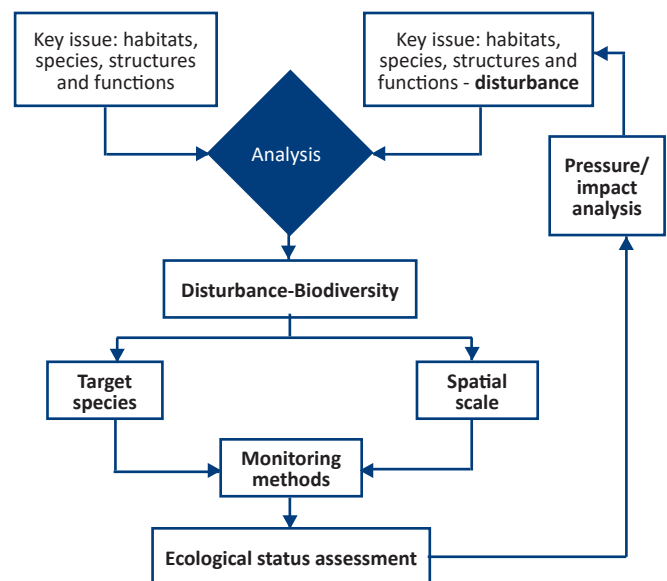 Key issue: habitats,
species, structures
and functions
Key issue: habitats,
species, structures and
functions - disturbance
Analysis
Pressure/
impact
analysis
Disturbance-Biodiversity
Target
species
Spatial
scale
Monitoring
methods
Ecological status assessment